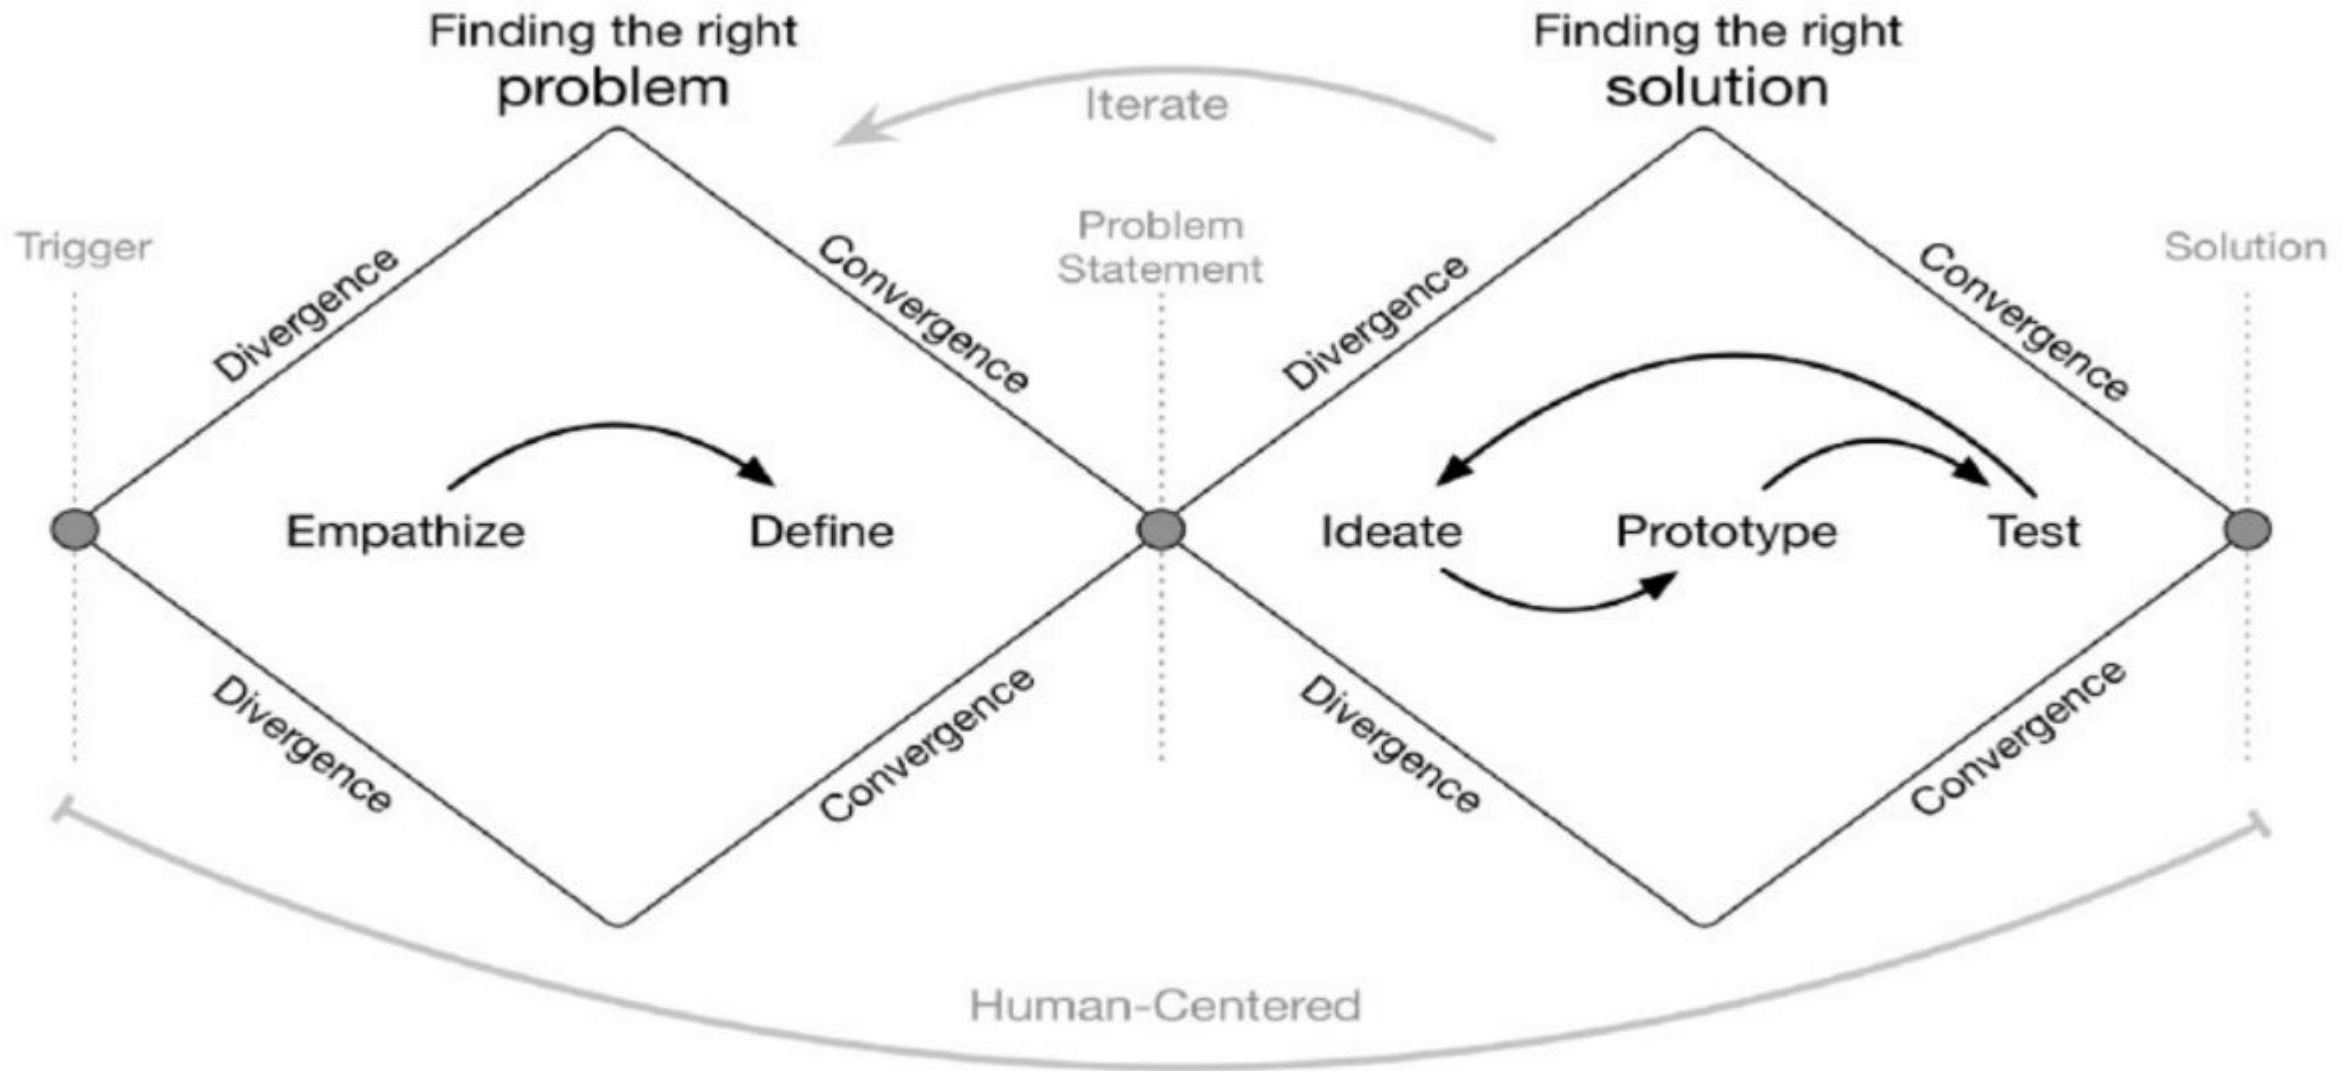 Finding the right
problem
Finding the right
solution
Iterate
Trigger
Problem
Statement
Solution
Divergence
Convergence
Divergence
Convergence
Empathize
Define
Ideate
Prototype
Test
Divergence
Convergence
Divergence
Convergence
Human-Centered